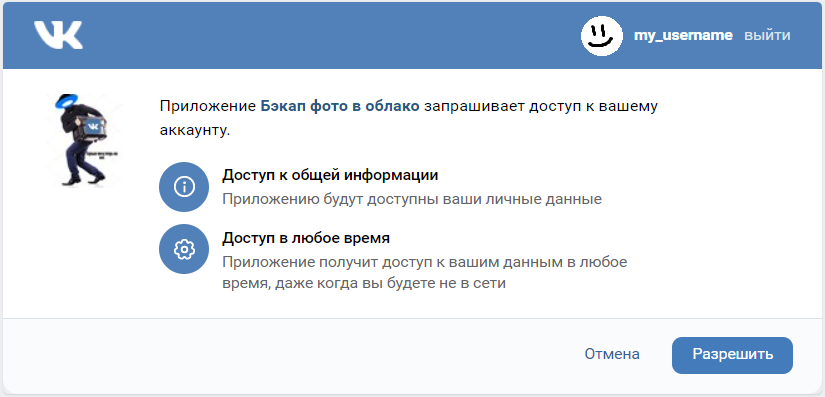 VK
my_username выйти
Приложение Бэкап фото в облако запрашивает доступ к вашему
аккаунту.
Доступ к общей информации
Приложению будут доступны ваши личные данные
Доступ в любое время
Приложение получит доступ к вашим данным в любое
время, даже когда вы будете не в сети
Отмена Разрешить